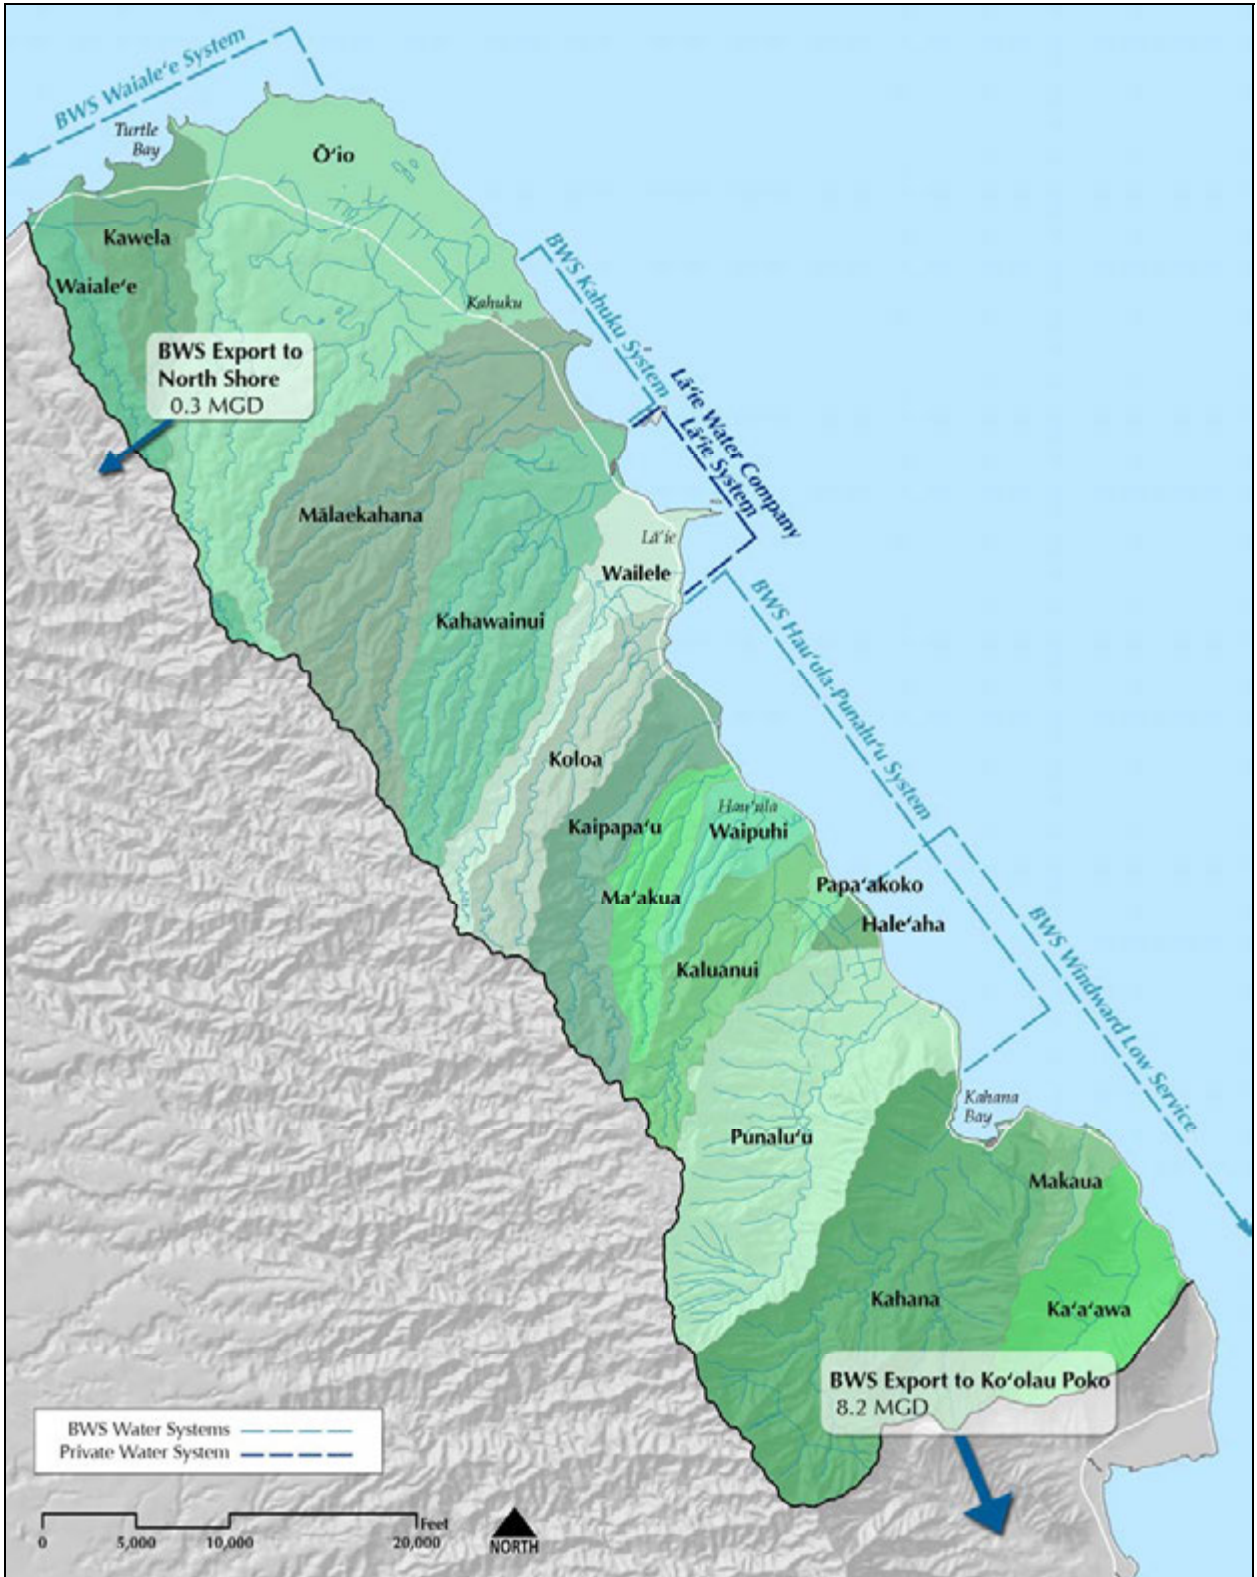 BWS Waiale‘e System
Turtle
Bay
Ō‘io
Kawela
Waiale‘e
Kahuku
BWS Kahuku System
BWS Export to
North Shore
0.3 MGD
Lā‘ie Water Company
Lā‘ie System
Mālaekahana
Lā‘ie
Wailele
Kahawainui
BWS Hau‘ula-Punalu‘u System
Koloa
Hau‘ula
Kaipapa‘u
Waipuhi
Ma‘akua
Papa‘akoko
Hale‘aha
Kaluanui
BWS Windward Low Service
Kahana
Bay
Punalu‘u
Makaua
Kahana
Ka‘a‘awa
BWS Export to Ko‘olau Poko
8.2 MGD
BWS Water Systems
Private Water System
Feet
0 5,000 10,000 20,000
NORTH